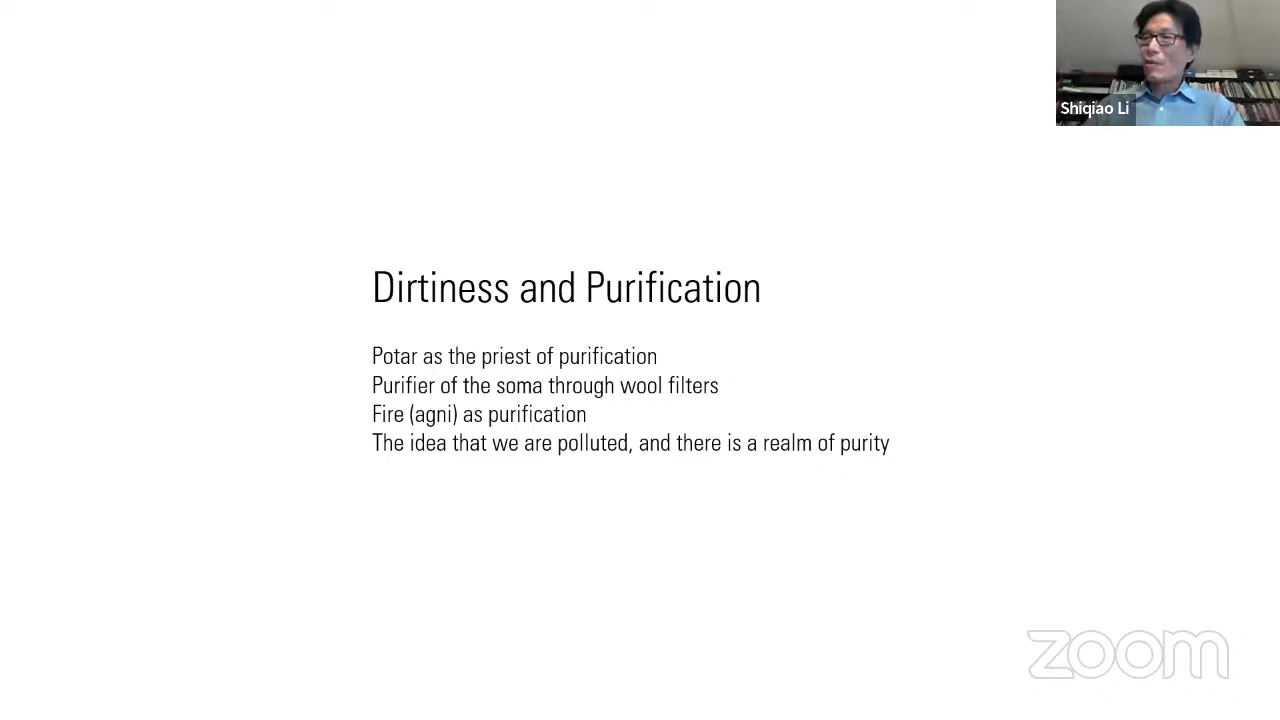 Shiqiao Li
Dirtiness and Purification
Potar as the priest of purification
Purifier of the soma through wool filters
Fire (agni) as purification
The idea that we are polluted, and there is a realm of purity
zoom